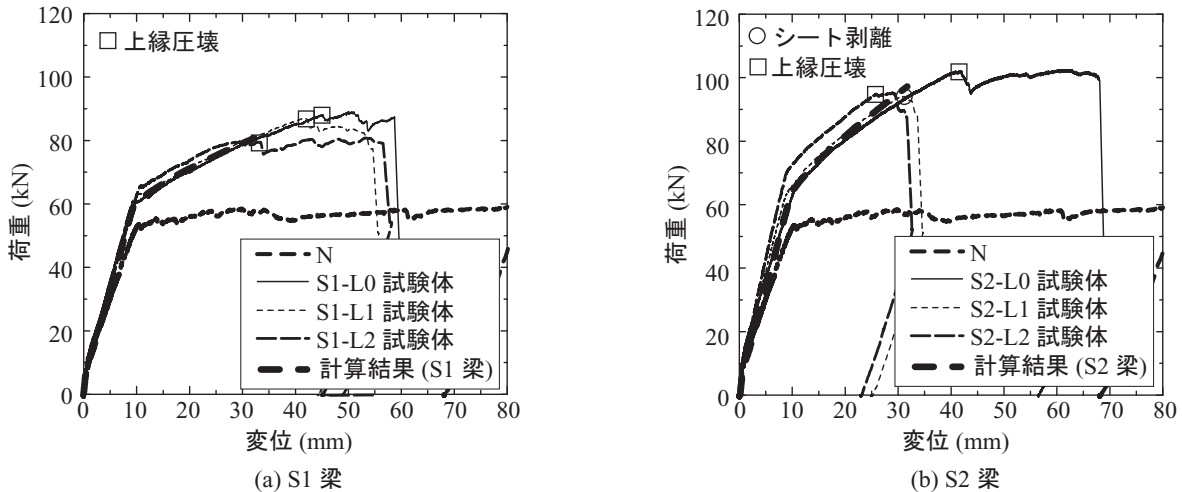 120
100
80
60
40
20
0
荷重 (kN)
□ 上縁圧壊
N
S1-L0 試験体
S1-L1 試験体
S1-L2 試験体
計算結果 (S1 梁)
0 10 20 30 40 50 60 70 80
変位 (mm)
(a) S1 梁
120
100
80
60
40
20
0
荷重 (kN)
○ シート剥離
□ 上縁圧壊
N
S2-L0 試験体
S2-L1 試験体
S2-L2 試験体
計算結果 (S2 梁)
0 10 20 30 40 50 60 70 80
変位 (mm)
(b) S2 梁